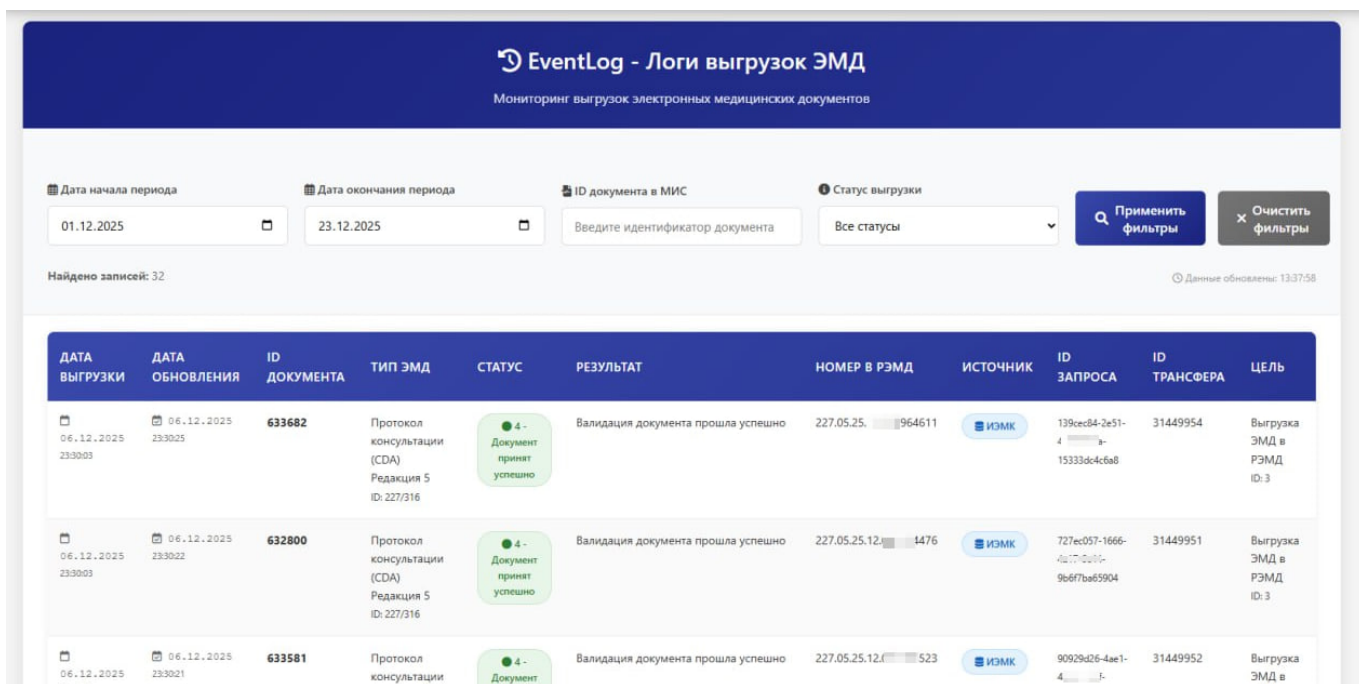 EventLog - Логи выгрузок ЭМД
Мониторинг выгрузок электронных медицинских документов
Дата начала периода
Дата окончания периода
ID документа в МИС
Статус выгрузки
01.12.2025
23.12.2025
Введите идентификатор документа
Все статусы
Применить фильтры
Очистить фильтры
Найдено записей: 32
Данные обновлены: 13:37:58
ДАТА ВЫГРУЗКИ
ДАТА ОБНОВЛЕНИЯ
ID ДОКУМЕНТА
ТИП ЭМД
СТАТУС
РЕЗУЛЬТАТ
НОМЕР В РЭМД
ИСТОЧНИК
ID ЗАПРОСА
ID ТРАНСФЕРА
ЦЕЛЬ
06.12.2025
23:30:03
06.12.2025
23:30:25
633682
Протокол
консультации
(CDA)
Редакция 5
ID: 227/316
4 -
Документ
принят
успешно
Валидация документа прошла успешно
227.05.25. 964611
ИЭМК
139cec84-2e51-
4 a-
15333dc4c6a8
31449954
Выгрузка
ЭМД в
РЭМД
ID: 3
06.12.2025
23:30:03
06.12.2025
23:30:22
632800
Протокол
консультации
(CDA)
Редакция 5
ID: 227/316
4 -
Документ
принят
успешно
Валидация документа прошла успешно
227.05.25.12. 4476
ИЭМК
727ec057-1666-
9b6f7ba65904
31449951
Выгрузка
ЭМД в
РЭМД
ID: 3
06.12.2025
06.12.2025
23:30:21
633581
Протокол
консультации
4 -
Документ
Валидация документа прошла успешно
227.05.25.12. 523
ИЭМК
90929d26-4ae1-
4
31449952
Выгрузка
ЭМД в